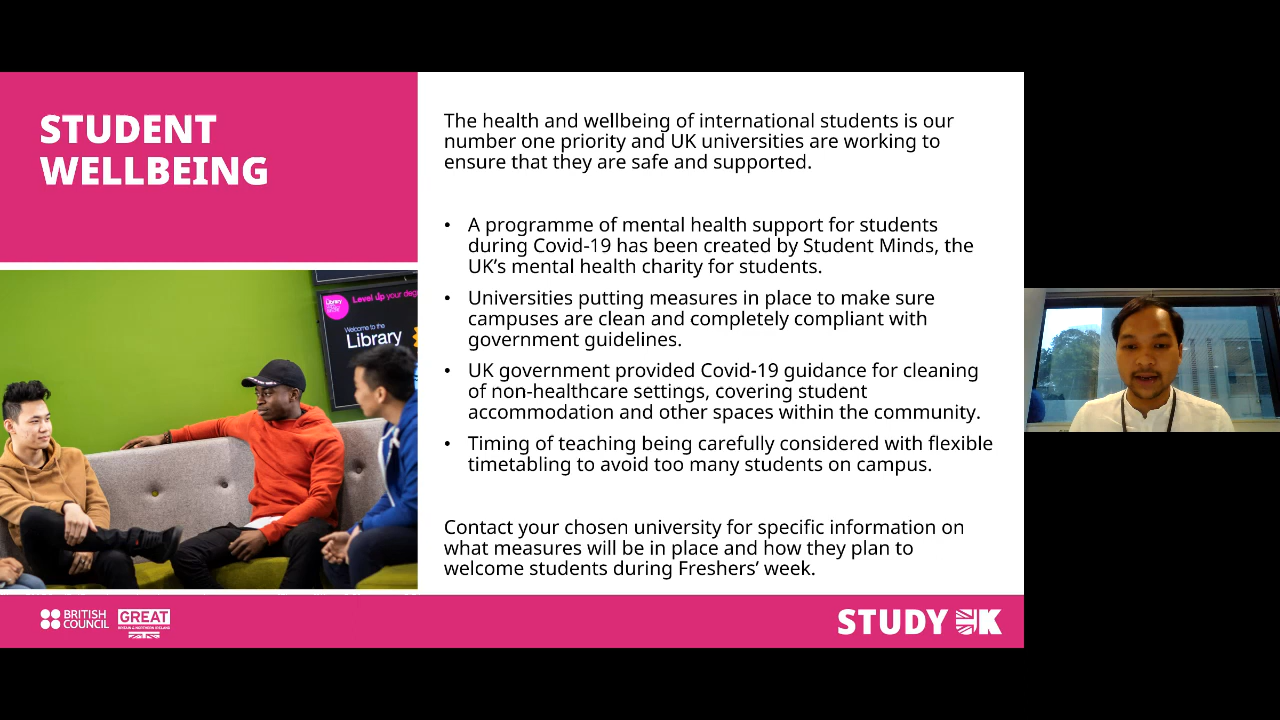 STUDENT
WELLBEING
The health and wellbeing of international students is our
number one priority and UK universities are working to
ensure that they are safe and supported.
• A programme of mental health support for students
during Covid-19 has been created by Student Minds, the
UK's mental health charity for students.
• Universities putting measures in place to make sure
campuses are clean and completely compliant with
government guidelines.
• UK government provided Covid-19 guidance for cleaning
of non-healthcare settings, covering student
accommodation and other spaces within the community.
• Timing of teaching being carefully considered with flexible
timetabling to avoid too many students on campus.
Contact your chosen university for specific information on
what measures will be in place and how they plan to
welcome students during Freshers' week.
Library
Level up your deg
Welcome to the
Library
BRITISH
COUNCIL
GREAT
BRITAIN & NORTHERN IRELAND
STUDY UK